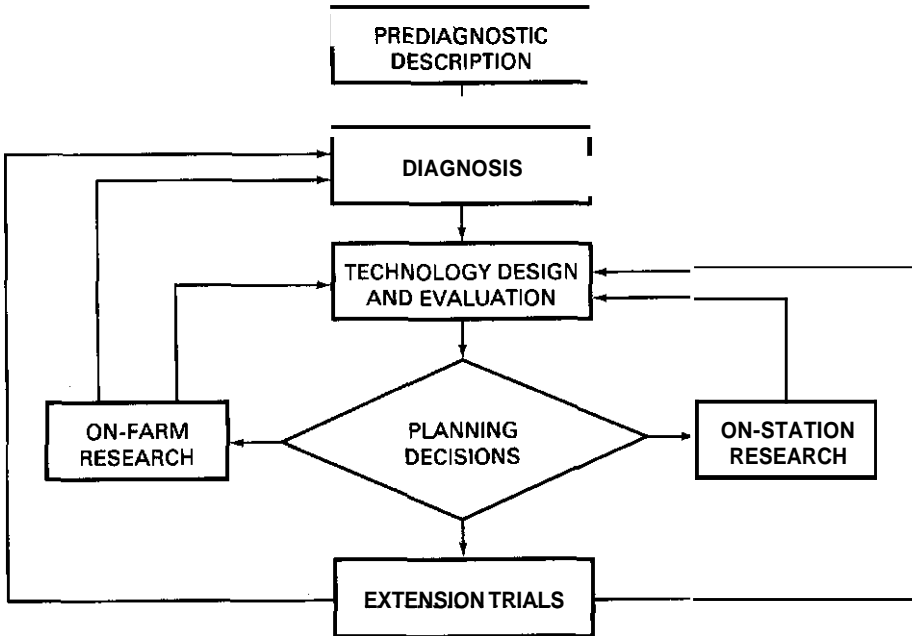 PREDIAGNOSTIC
DESCRIPTION
DIAGNOSIS
TECHNOLOGY DESIGN
AND EVALUATION
ON-FARM
RESEARCH
PLANNING
DECISIONS
ON-STATION
RESEARCH
EXTENSION TRIALS